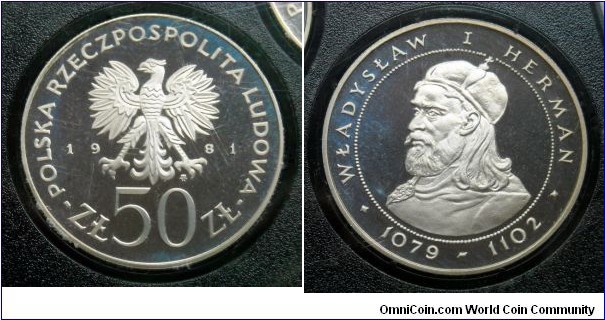 POLSKA RZECZPOSPOLITA LUDOWA
1981
ZŁ 50 ZŁ
WŁADYSŁAW I HERMAN
1079 - 1102
OmniCoin.com World Coin Community